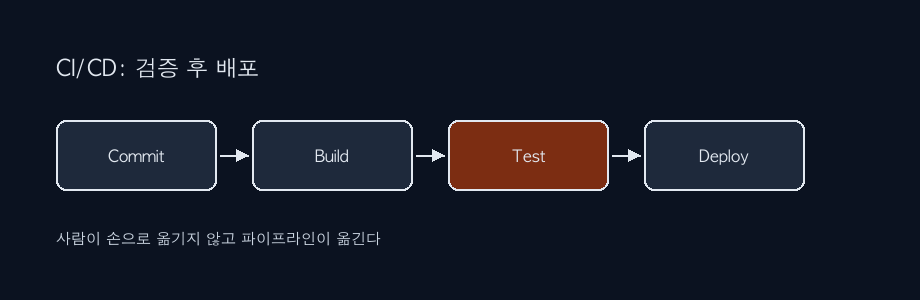 CI/CD: 검증 후 배포
Commit
Build
Test
Deploy
사람이 손으로 옮기지 않고 파이프라인이 옮긴다